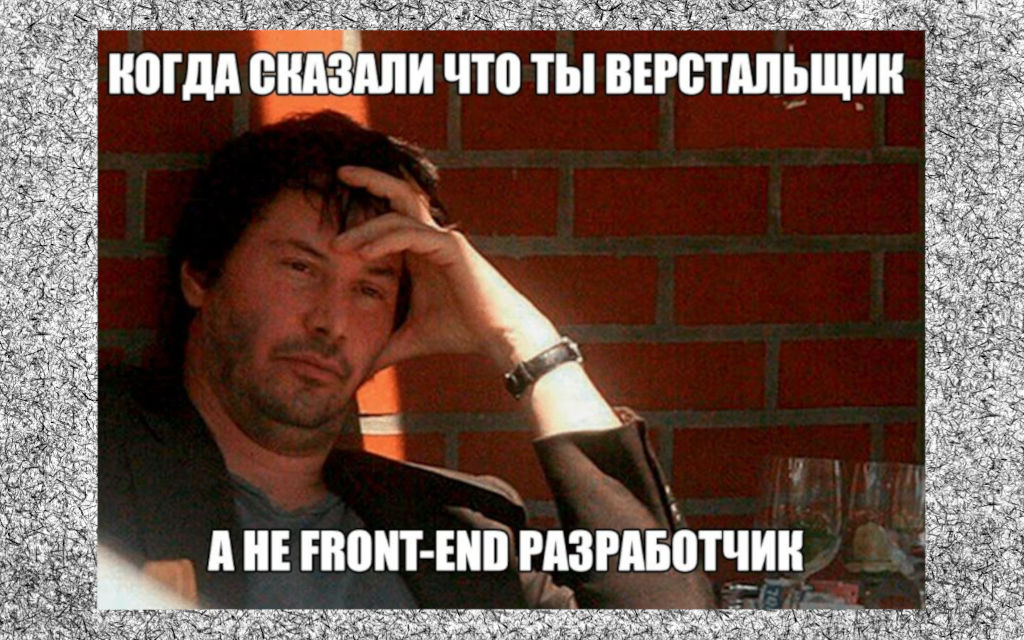 КОГДА СКАЗАЛИ ЧТО ТЫ ВЕРСТАЛЬЩИК
А НЕ FRONT-END РАЗРАБОТЧИК